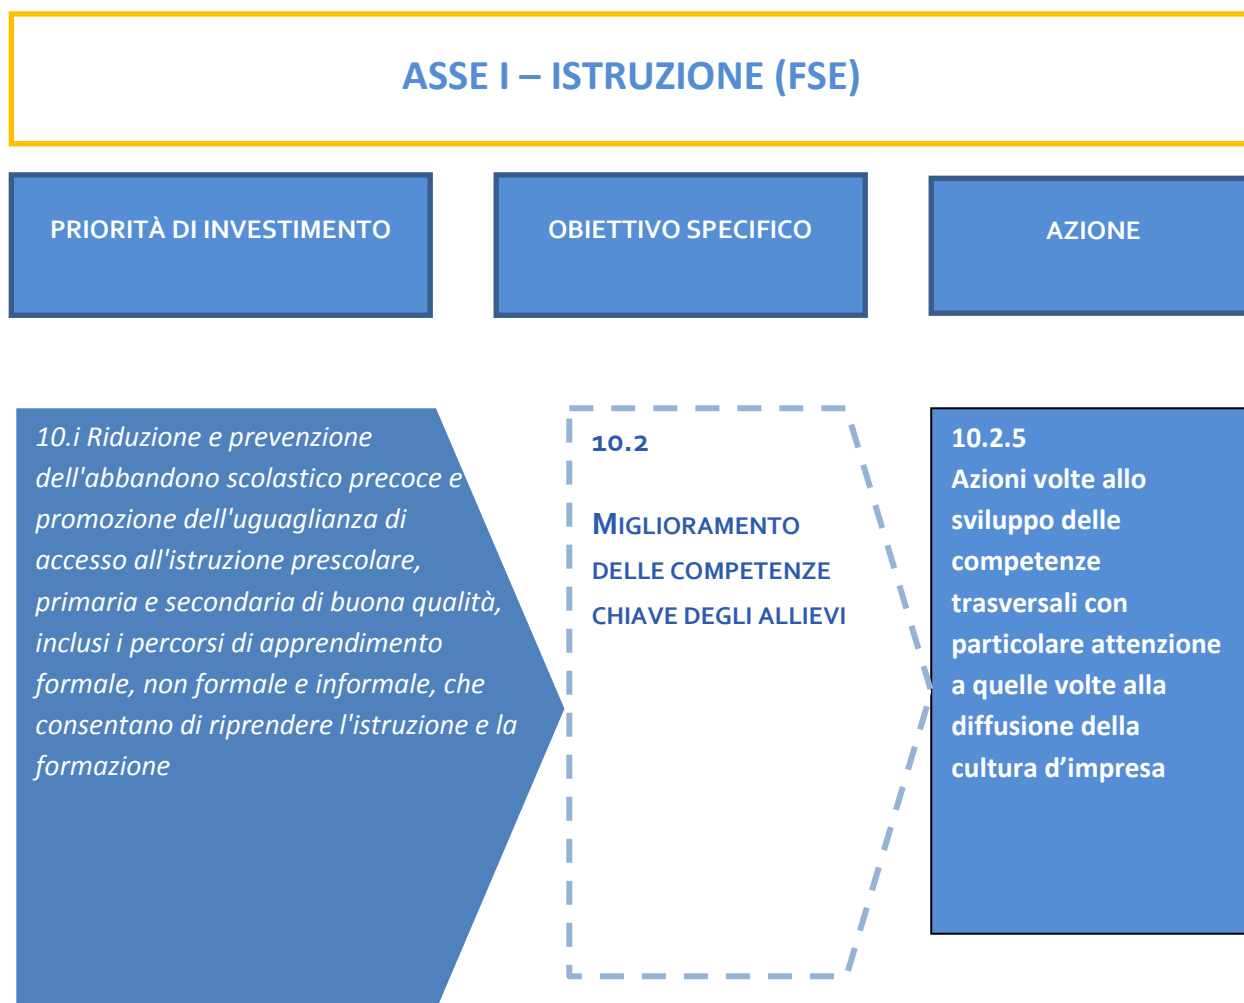 ASSE I – ISTRUZIONE (FSE)
PRIORITÀ DI INVESTIMENTO
OBIETTIVO SPECIFICO
AZIONE
10.i Riduzione e prevenzione
dell'abbandono scolastico precoce e
promozione dell'uguaglianza di
accesso all'istruzione prescolare,
primaria e secondaria di buona qualità,
inclusi i percorsi di apprendimento
formale, non formale e informale, che
consentano di riprendere l'istruzione e la
formazione
10.2
MIGLIORAMENTO
DELLE COMPETENZE
CHIAVE DEGLI ALLIEVI
10.2.5
Azioni volte allo
sviluppo delle
competenze
trasversali con
particolare attenzione
a quelle volte alla
diffusione della
cultura d’impresa